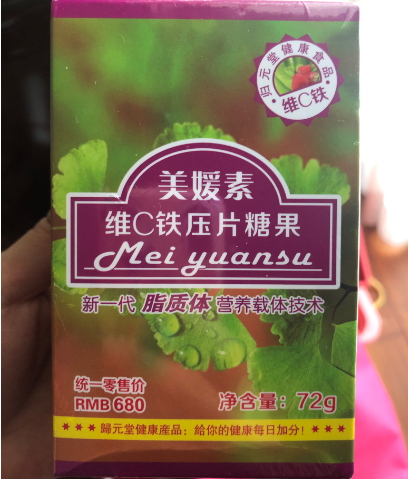 ·归元堂健康食品·
维C铁
美媛素
维C铁压片糖果
Mei yuansu
新一代 脂质体 营养载体技术
统一零售价
RMB 680
净含量：72g
★★★歸元堂健康産品：給你的健康每日加分！★★★